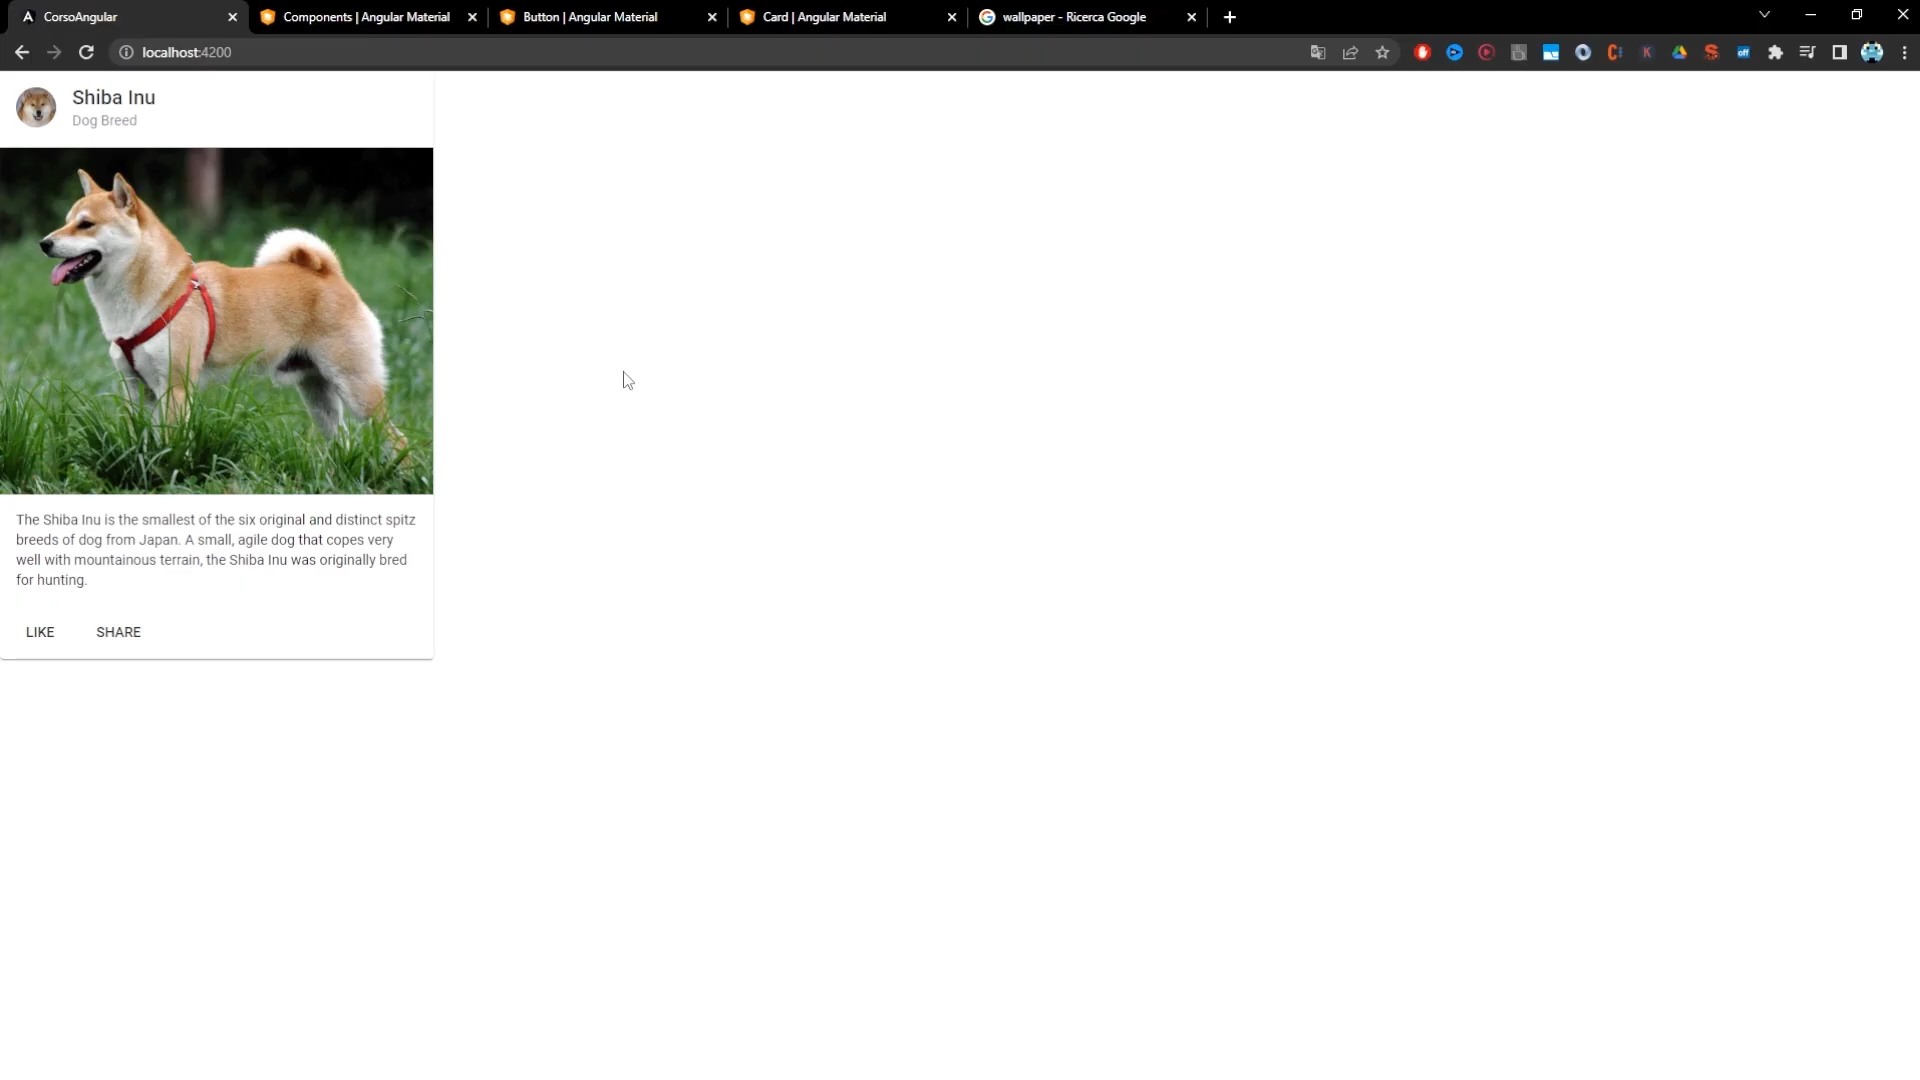 CorsoAngular
Components | Angular Material
Button | Angular Material
Card | Angular Material
wallpaper - Ricerca Google
localhost:4200
off
Shiba Inu
Dog Breed
The Shiba Inu is the smallest of the six original and distinct spitz
breeds of dog from Japan. A small, agile dog that copes very
well with mountainous terrain, the Shiba Inu was originally bred
for hunting.
LIKE SHARE